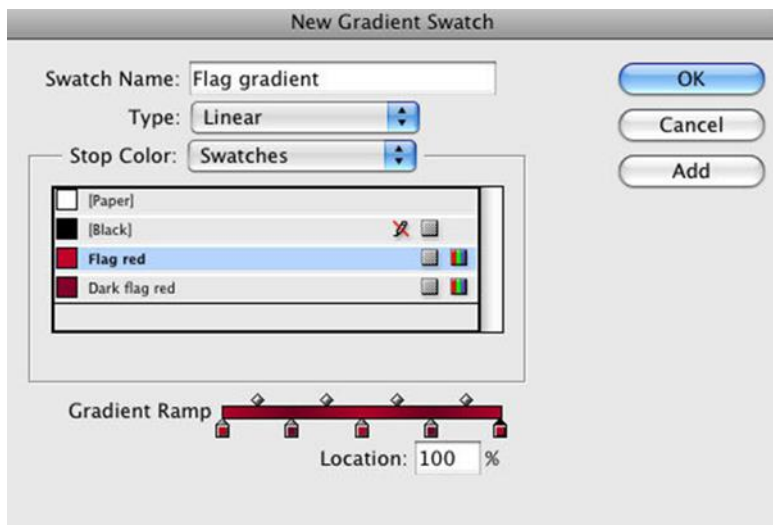 New Gradient Swatch
Swatch Name: Flag gradient
OK
Type: Linear
Cancel
Stop Color: Swatches
Add
[Paper]
[Black]
Flag red
Dark flag red
Gradient Ramp
Location: 100 %